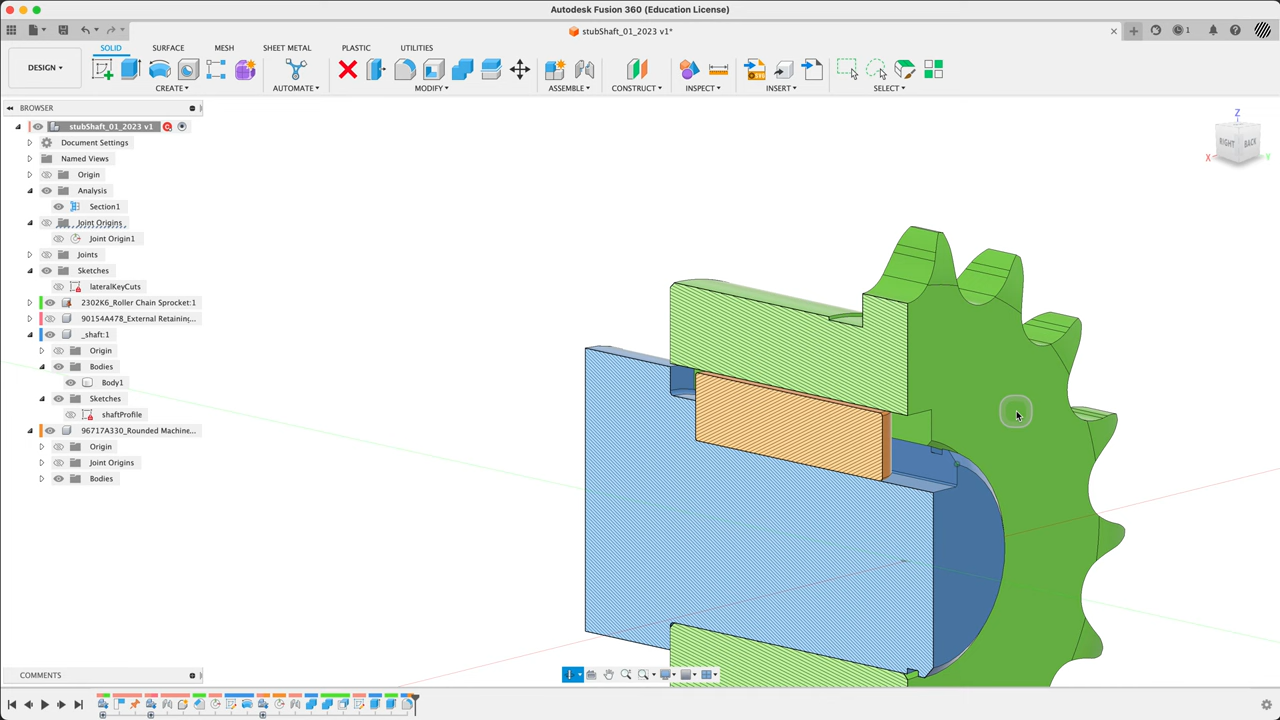 Autodesk Fusion 360 (Education License)
stubShaft_01_2023 v1*
1
DESIGN
SOLID
SURFACE
MESH
SHEET METAL
PLASTIC
UTILITIES
CREATE
AUTOMATE
MODIFY
ASSEMBLE
CONSTRUCT
INSPECT
INSERT
SELECT
BROWSER
stubShaft_01_2023 v1
Document Settings
Named Views
Origin
Analysis
Section1
Joint Origins
Joint Origin1
Joints
Sketches
lateralKeyCuts
2302K6_Roller Chain Sprocket:1
90154A478_External Retaining...
_shaft:1
Origin
Bodies
Body1
Sketches
shaftProfile
96717A330_Rounded Machine...
Origin
Joint Origins
Bodies
Z
RIGHT
BACK
X
Y
COMMENTS